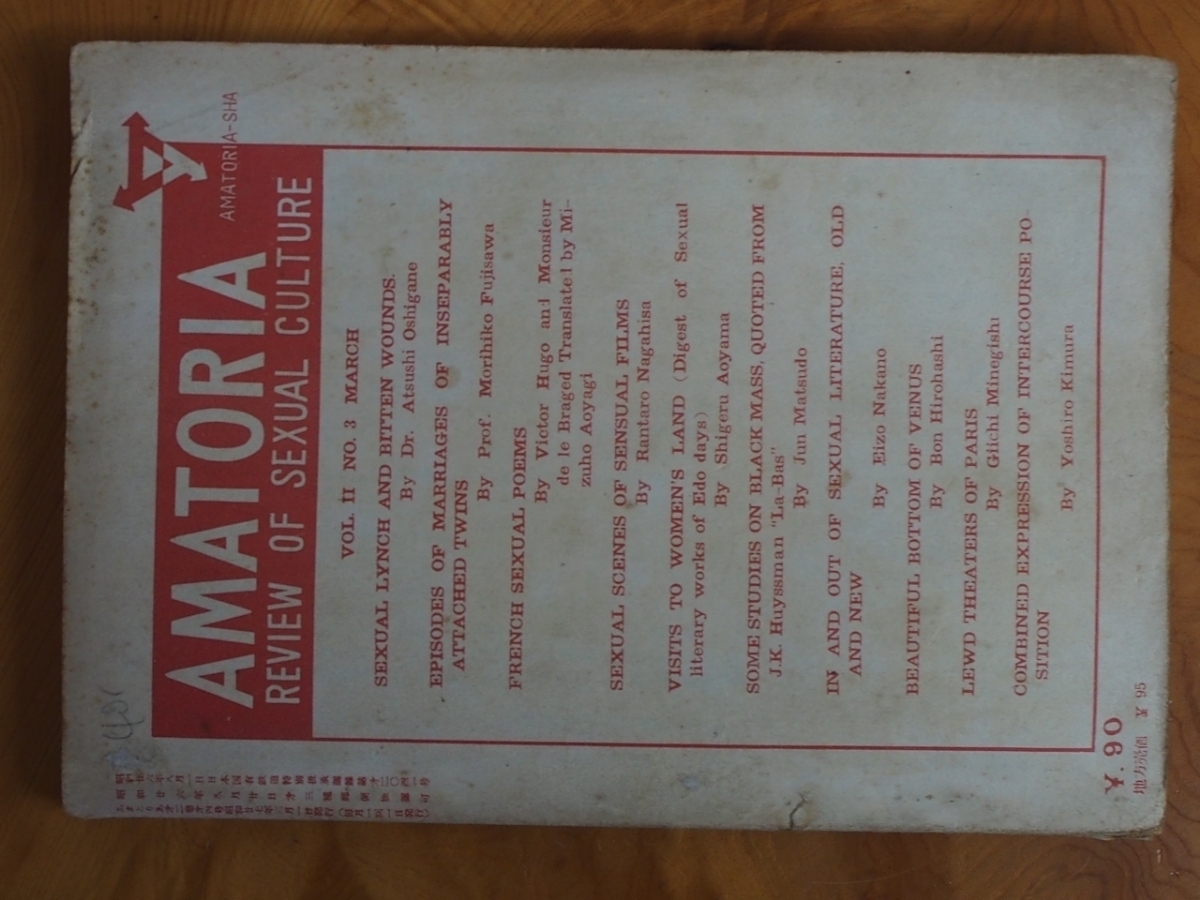 AMATORIA
REVIEW OF SEXUAL CULTURE
AMATORIA-SHA
VOL. II NO. 3 MARCH
SEXUAL LYNCH AND BITTEN WOUNDS.
By Dr. Atsushi Oshigane
EPISODES OF MARRIAGES OF INSEPARABLY
ATTACHED TWINS
By Prof. Morihiko Fujisawa
FRENCH SEXUAL POEMS
By Victor Hugo and Monsieur
de le Braged Translated by Mi-
zuho Aoyagi
SEXUAL SCENES OF SENSUAL FILMS
By Rantaro Nagahisa
VISITS TO WOMEN'S LAND (Digest of Sexual
literary works of Edo days)
By Shigeru Aoyama
SOME STUDIES ON BLACK MASS, QUOTED FROM
J.K. Huyssman "La-Bas"
By Jun Matsudo
IN AND OUT OF SEXUAL LITERATURE, OLD
AND NEW
By Eizo Nakano
BEAUTIFUL BOTTOM OF VENUS
By Bon Hirohashi
LEWD THEATERS OF PARIS
By Giichi Minegishi
COMBINED EXPRESSION OF INTERCOURSE PO-
SITION
By Yoshiro Kimura
¥.90
地方売価 ¥ 95